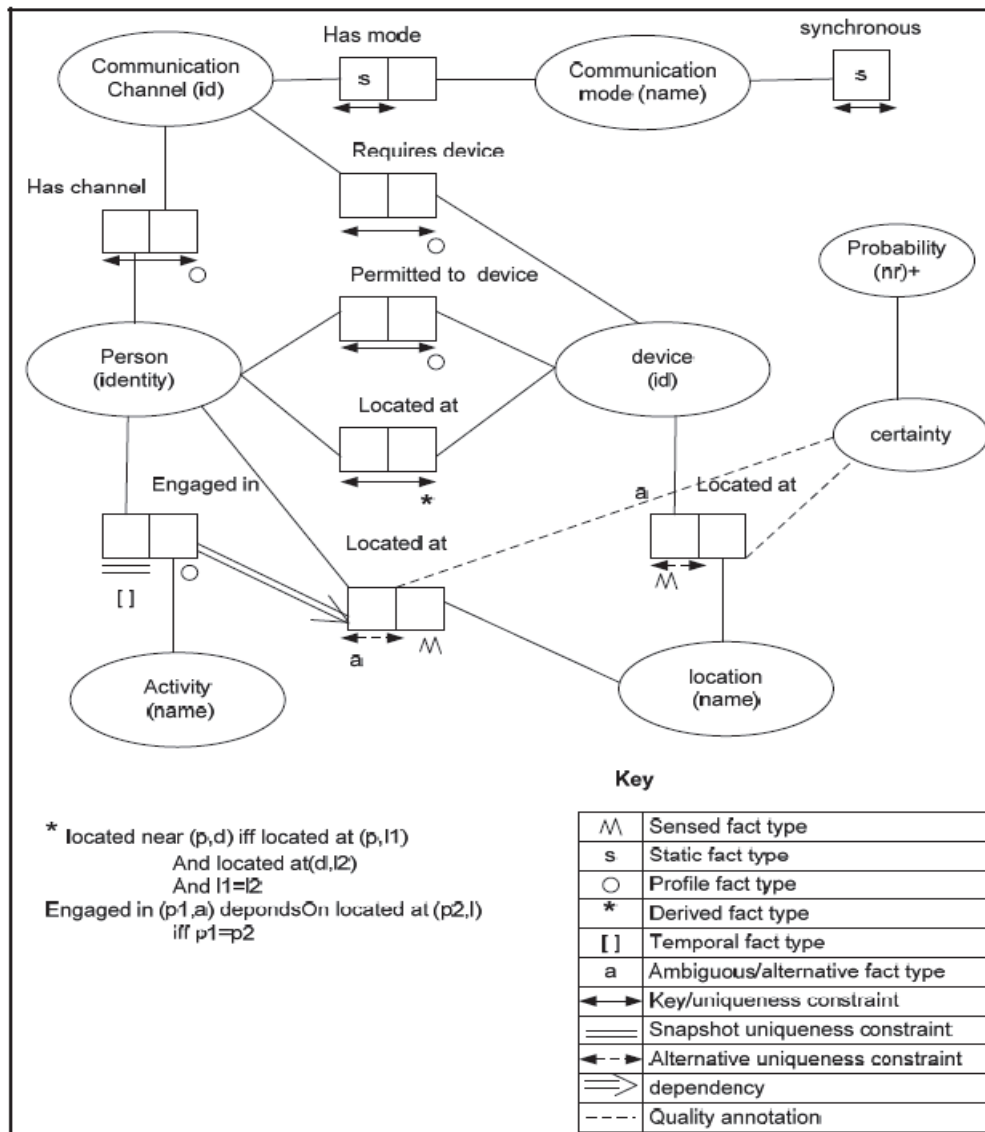 Has mode
synchronous
Communication
Channel (id)
s
Communication
mode (name)
s
Requires device
Has channel
Probability
(nr)+
Permitted to device
Person
(identity)
device
(id)
Located at
certainty
Engaged in
a
Located at
Located at
[ ]
a
Activity
(name)
location
(name)
Key
* located near (p,d) iff located at (p,l1)
And located at(d,l2)
And l1=l2
Engaged in (p1,a) depondsOn located at (p2,l)
iff p1=p2
Sensed fact type
s Static fact type
Profile fact type
* Derived fact type
[ ] Temporal fact type
a Ambiguous/alternative fact type
Key/uniqueness constraint
Snapshot uniqueness constraint
Alternative uniqueness constraint
dependency
Quality annotation